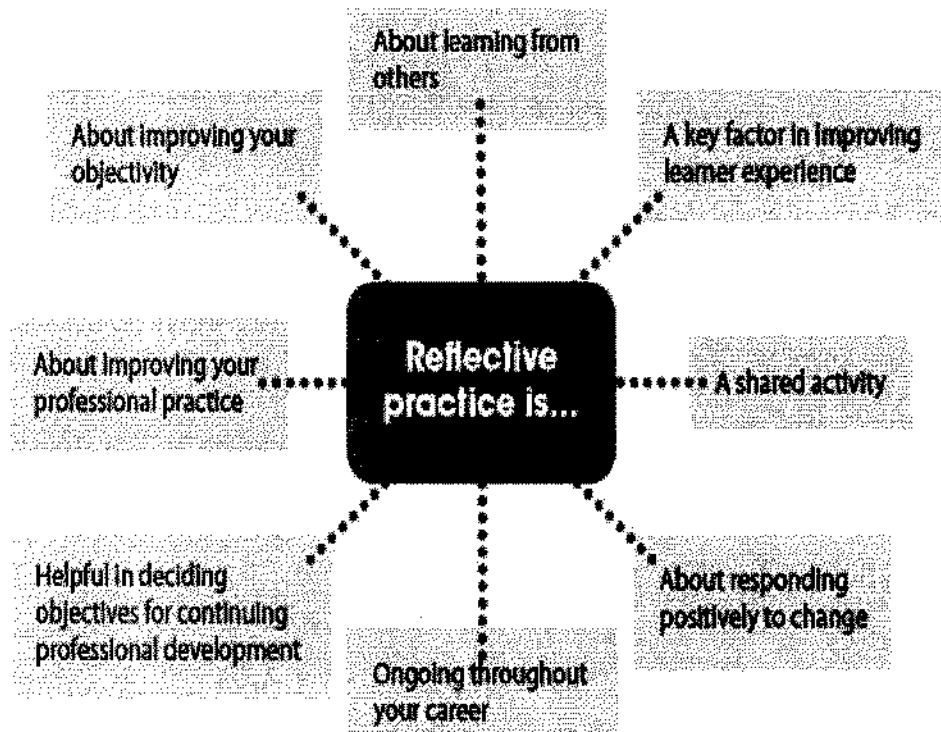 About learning from
others
About improving your
objectivity
A key factor in improving
learner experience
Reflective
practice is...
About improving your
professional practice
A shared activity
Helpful in deciding
objectives for continuing
professional development
About responding
positively to change
Ongoing throughout
your career